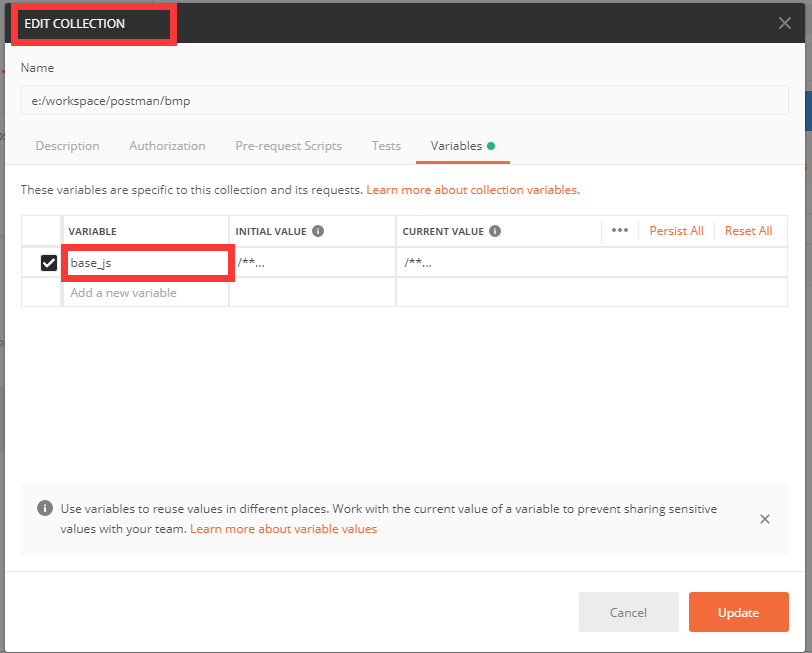 EDIT COLLECTION
Name
e:/workspace/postman/bmp
Description Authorization Pre-request Scripts Tests Variables
These variables are specific to this collection and its requests. Learn more about collection variables.
VARIABLE INITIAL VALUE CURRENT VALUE ••• Persist All Reset All
base_js /**... /**...
Add a new variable
Use variables to reuse values in different places. Work with the current value of a variable to prevent sharing sensitive
values with your team. Learn more about variable values
Cancel Update